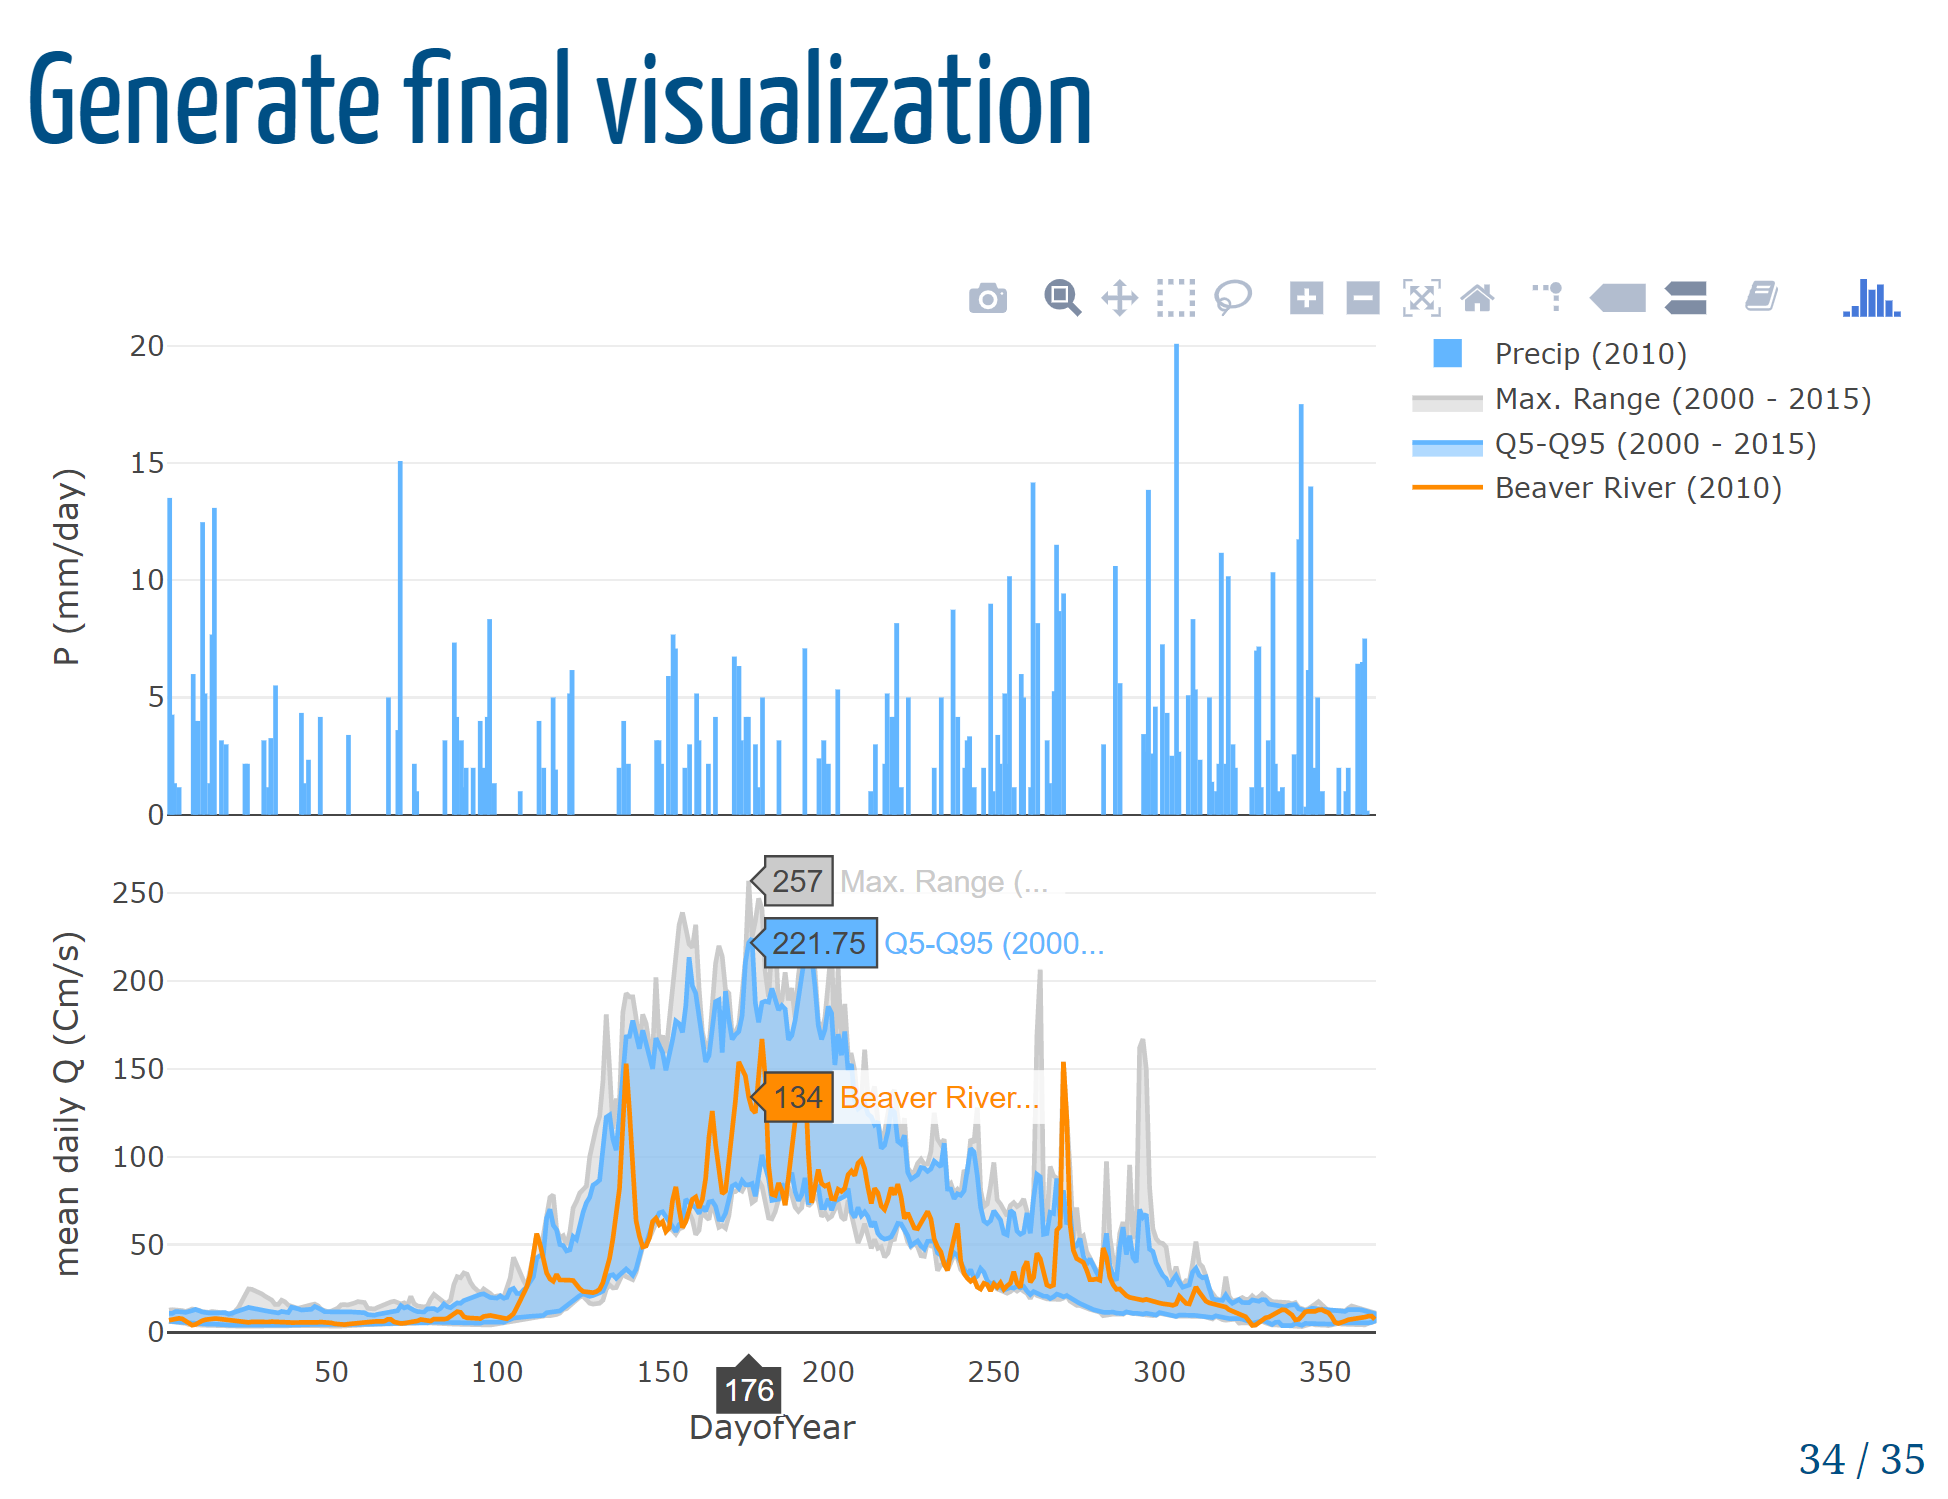 Generate final visualization
Precip (2010)
Max. Range (2000 - 2015)
Q5-Q95 (2000 - 2015)
Beaver River (2010)
P (mm/day)
20
15
10
5
0
mean daily Q (Cm/s)
250
200
150
100
50
0
257 Max. Range (...
221.75 Q5-Q95 (2000...
134 Beaver River...
50 100 150 200 250 300 350
176
DayofYear
34 / 35